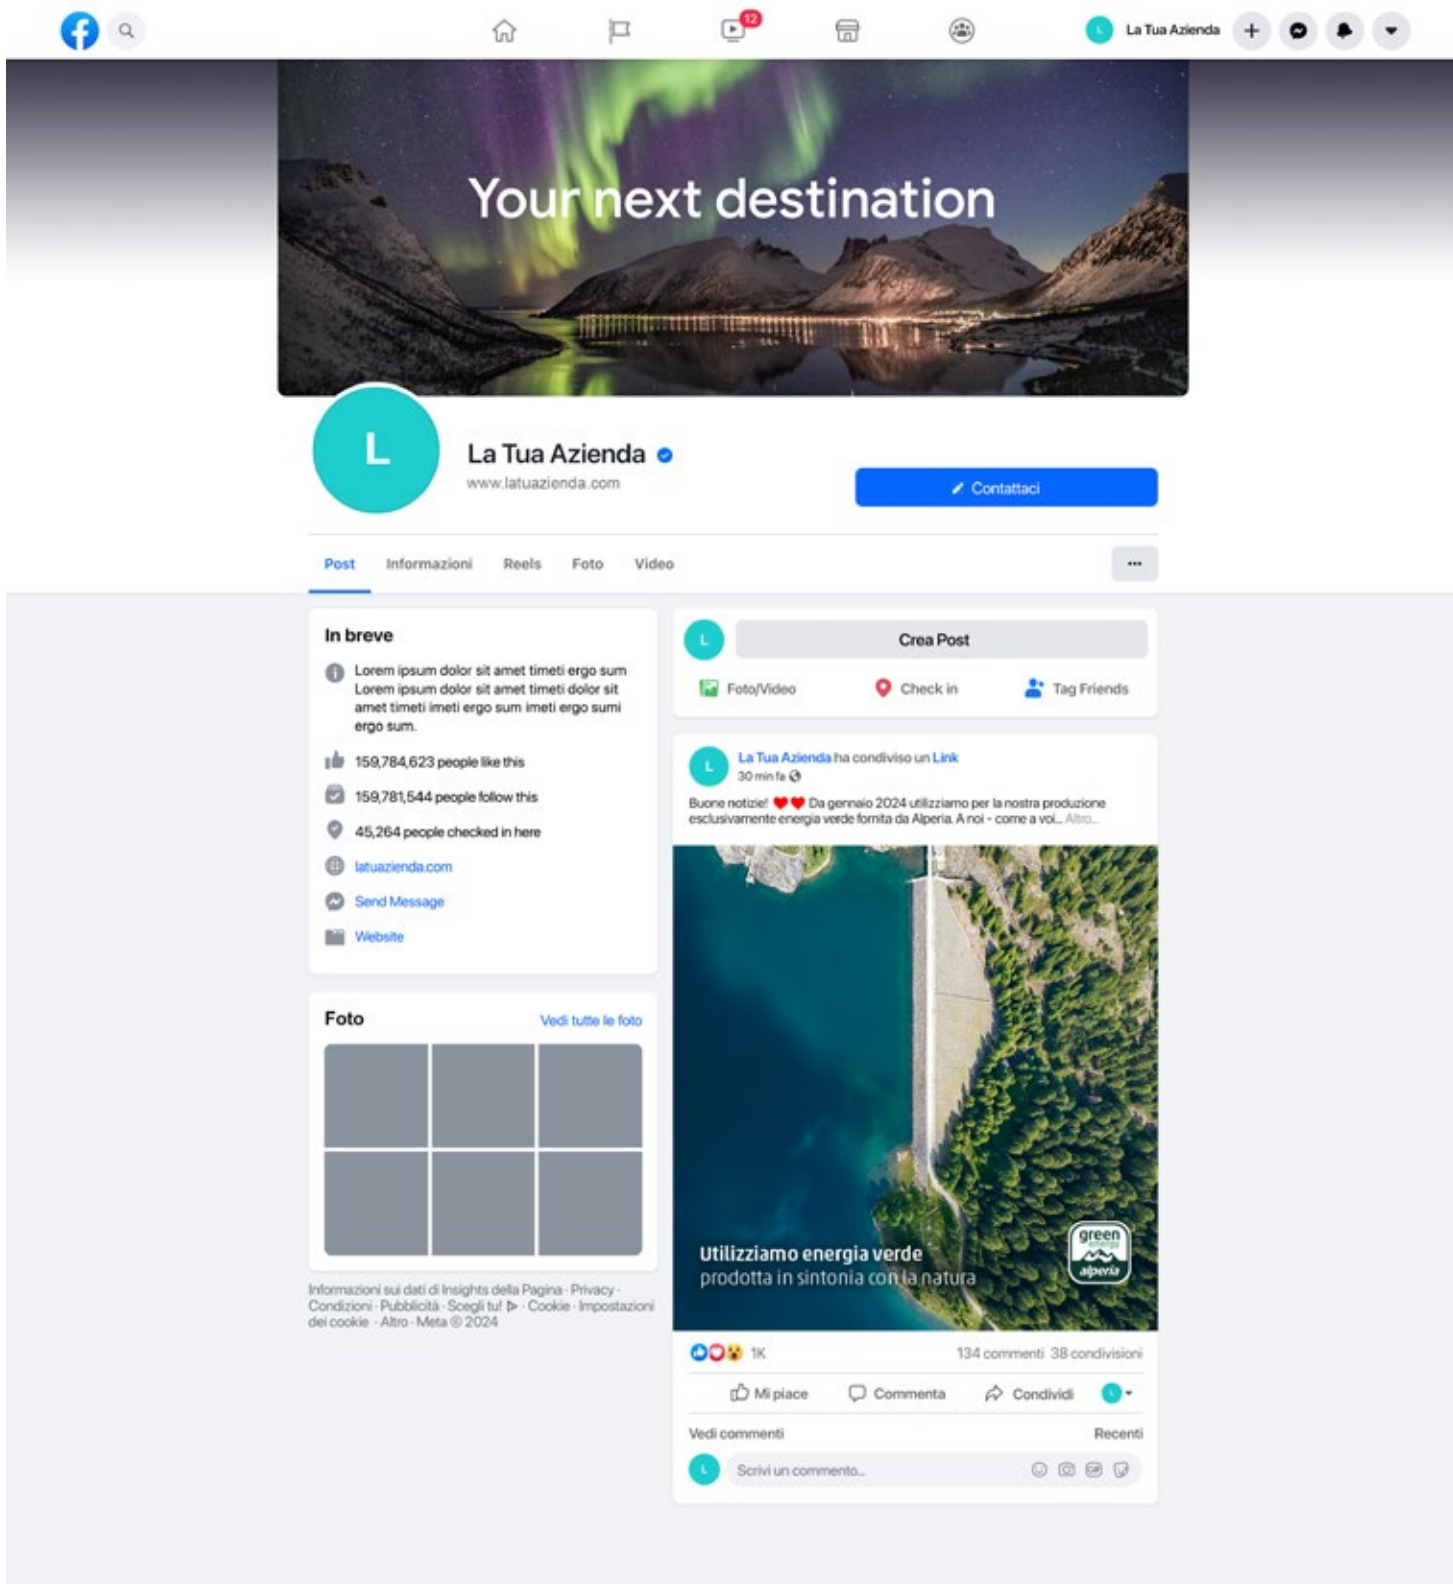 12
L La Tua Azienda
Your next destination
L
La Tua Azienda
www.latuazienda.com
Contattaci
Post Informazioni Reels Foto Video
In breve
Lorem ipsum dolor sit amet timeti ergo sum
Lorem ipsum dolor sit amet timeti dolor sit
amet timeti imeti ergo sum imeti ergo sumi
ergo sum.
159,784,623 people like this
159,781,544 people follow this
45,264 people checked in here
latuazienda.com
Send Message
Website
Foto Vedi tutte le foto
Informazioni sui dati di Insights della Pagina · Privacy ·
Condizioni · Pubblicità · Scegli tu! · Cookie · Impostazioni
dei cookie · Altro · Meta © 2024
L Crea Post
Foto/Video Check in Tag Friends
L
La Tua Azienda ha condiviso un Link
30 min fa
Buone notizie! ❤️❤️ Da gennaio 2024 utilizziamo per la nostra produzione
esclusivamente energia verde fornita da Alperia. A noi - come a voi... Altro...
Utilizziamo energia verde
prodotta in sintonia con la natura
green
energy
alperia
1K 134 commenti 38 condivisioni
Mi piace Commenta Condividi L
Vedi commenti Recenti
L Scrivi un commento... GIF